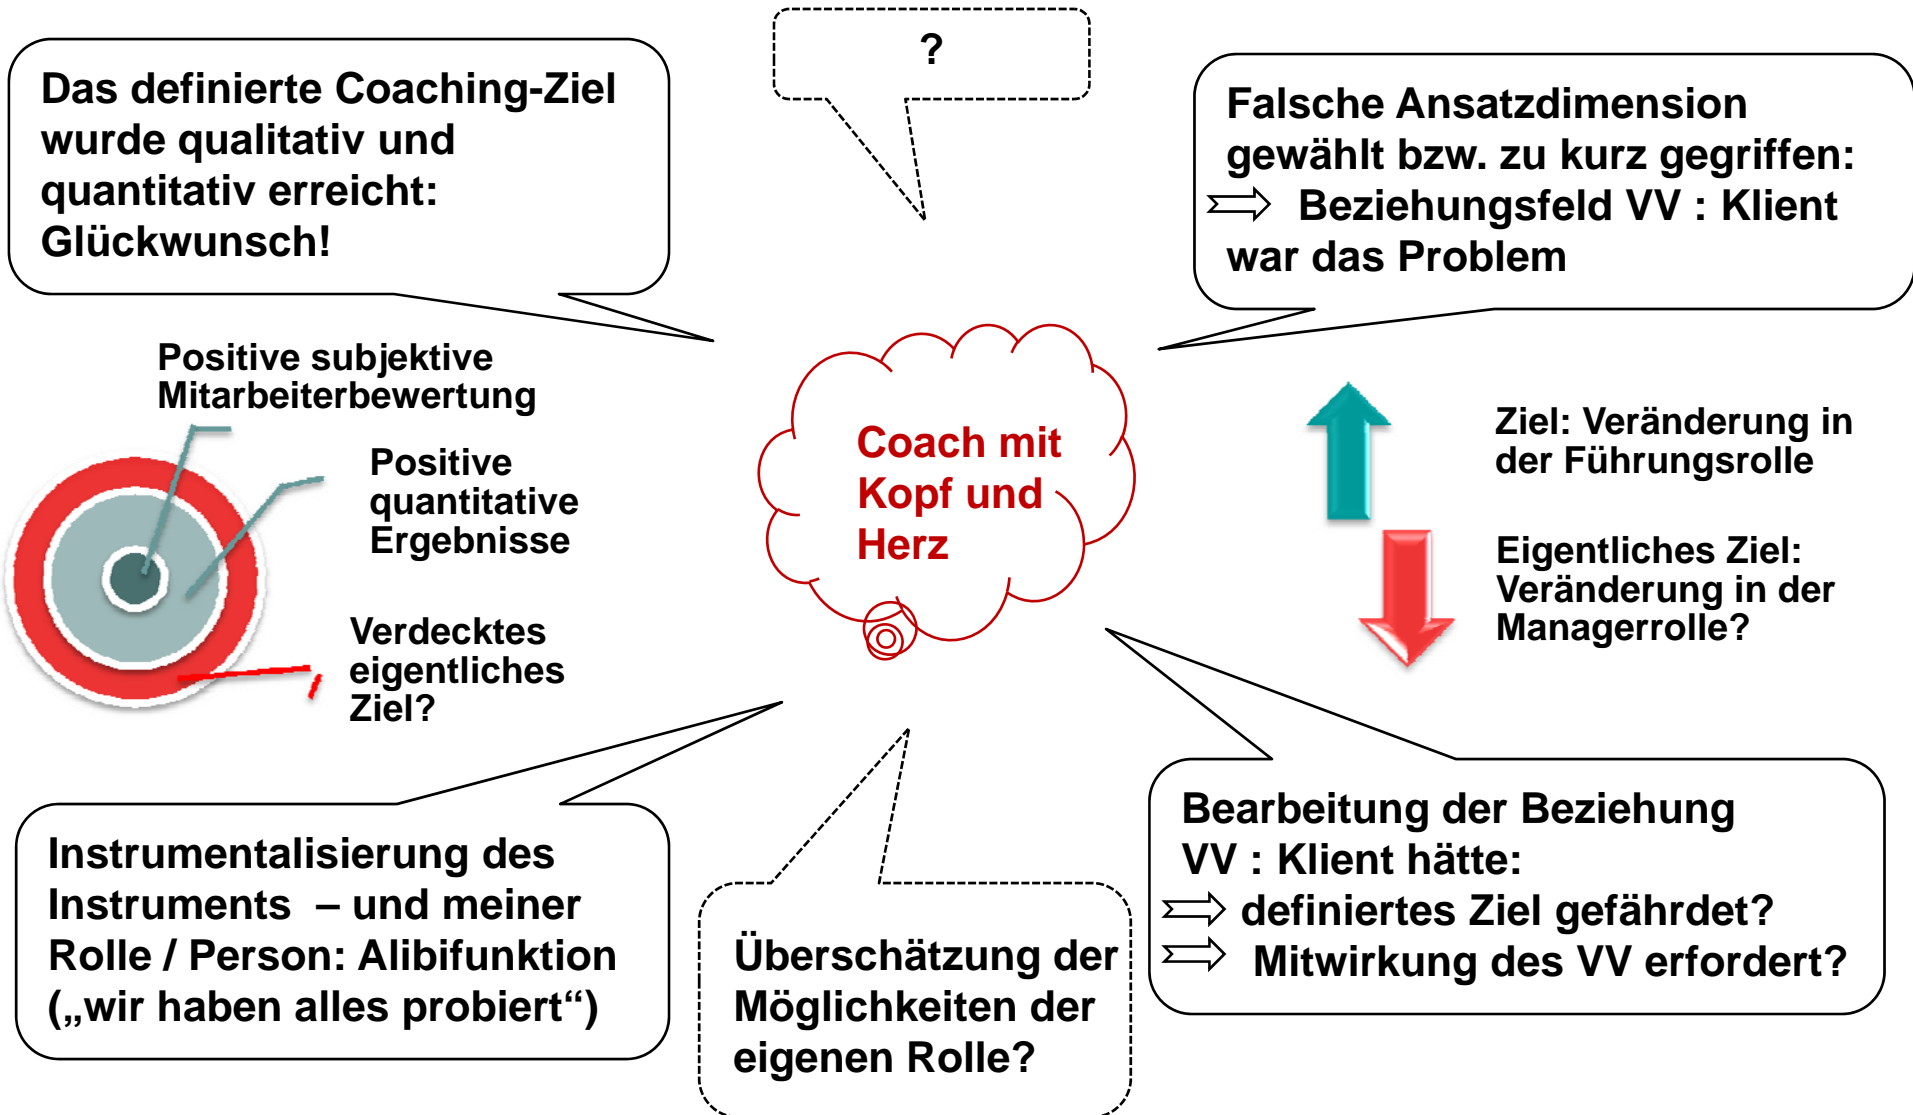 ?
Das definierte Coaching-Ziel
wurde qualitativ und
quantitativ erreicht:
Glückwunsch!
Falsche Ansatzdimension
gewählt bzw. zu kurz gegriffen:
Beziehungsfeld VV : Klient
war das Problem
Positive subjektive
Mitarbeiterbewertung
Positive
quantitative
Ergebnisse
Verdecktes
eigentliches
Ziel?
Coach mit
Kopf und
Herz
Ziel: Veränderung in
der Führungsrolle
Eigentliches Ziel:
Veränderung in der
Managerrolle?
Instrumentalisierung des
Instruments – und meiner
Rolle / Person: Alibifunktion
(„wir haben alles probiert“)
Überschätzung der
Möglichkeiten der
eigenen Rolle?
Bearbeitung der Beziehung
VV : Klient hätte:
definiertes Ziel gefährdet?
Mitwirkung des VV erfordert?